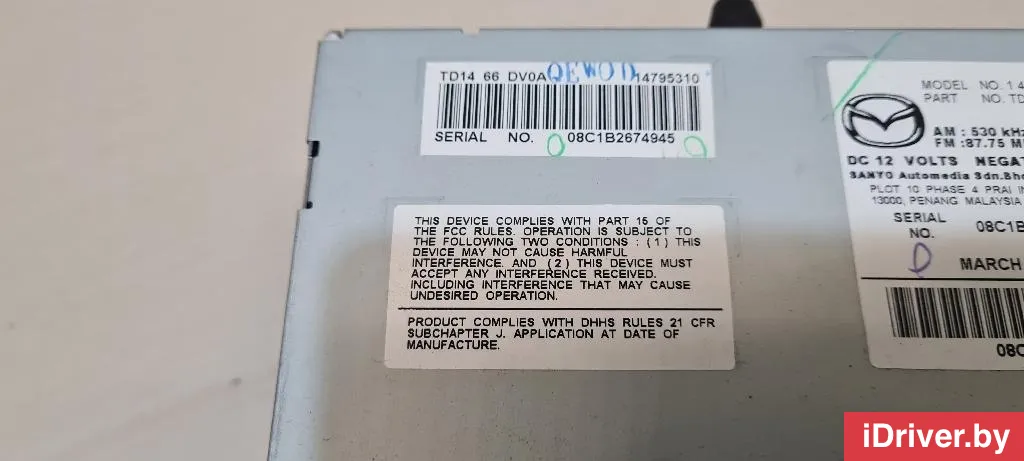 TD14 66 DV0A QEWOD 14795310
SERIAL NO. 08C1B2674945
THIS DEVICE COMPLIES WITH PART 15 OF
THE FCC RULES. OPERATION IS SUBJECT TO
THE FOLLOWING TWO CONDITIONS : (1) THIS
DEVICE MAY NOT CAUSE HARMFUL
INTERFERENCE. AND (2) THIS DEVICE MUST
ACCEPT ANY INTERFERENCE RECEIVED.
INCLUDING INTERFERENCE THAT MAY CAUSE
UNDESIRED OPERATION.
PRODUCT COMPLIES WITH DHHS RULES 21 CFR
SUBCHAPTER J. APPLICATION AT DATE OF
MANUFACTURE.
MODEL NO. 14
PART NO. TD
AM : 530 kHz
FM : 87.75 M
DC 12 VOLTS NEGAT
SANYO Automedia Sdn.Bh
PLOT 10 PHASE 4 PRAI IN
13000, PENANG MALAYSIA
SERIAL
NO.
08C1B
D MARCH
08C
iDriver.by